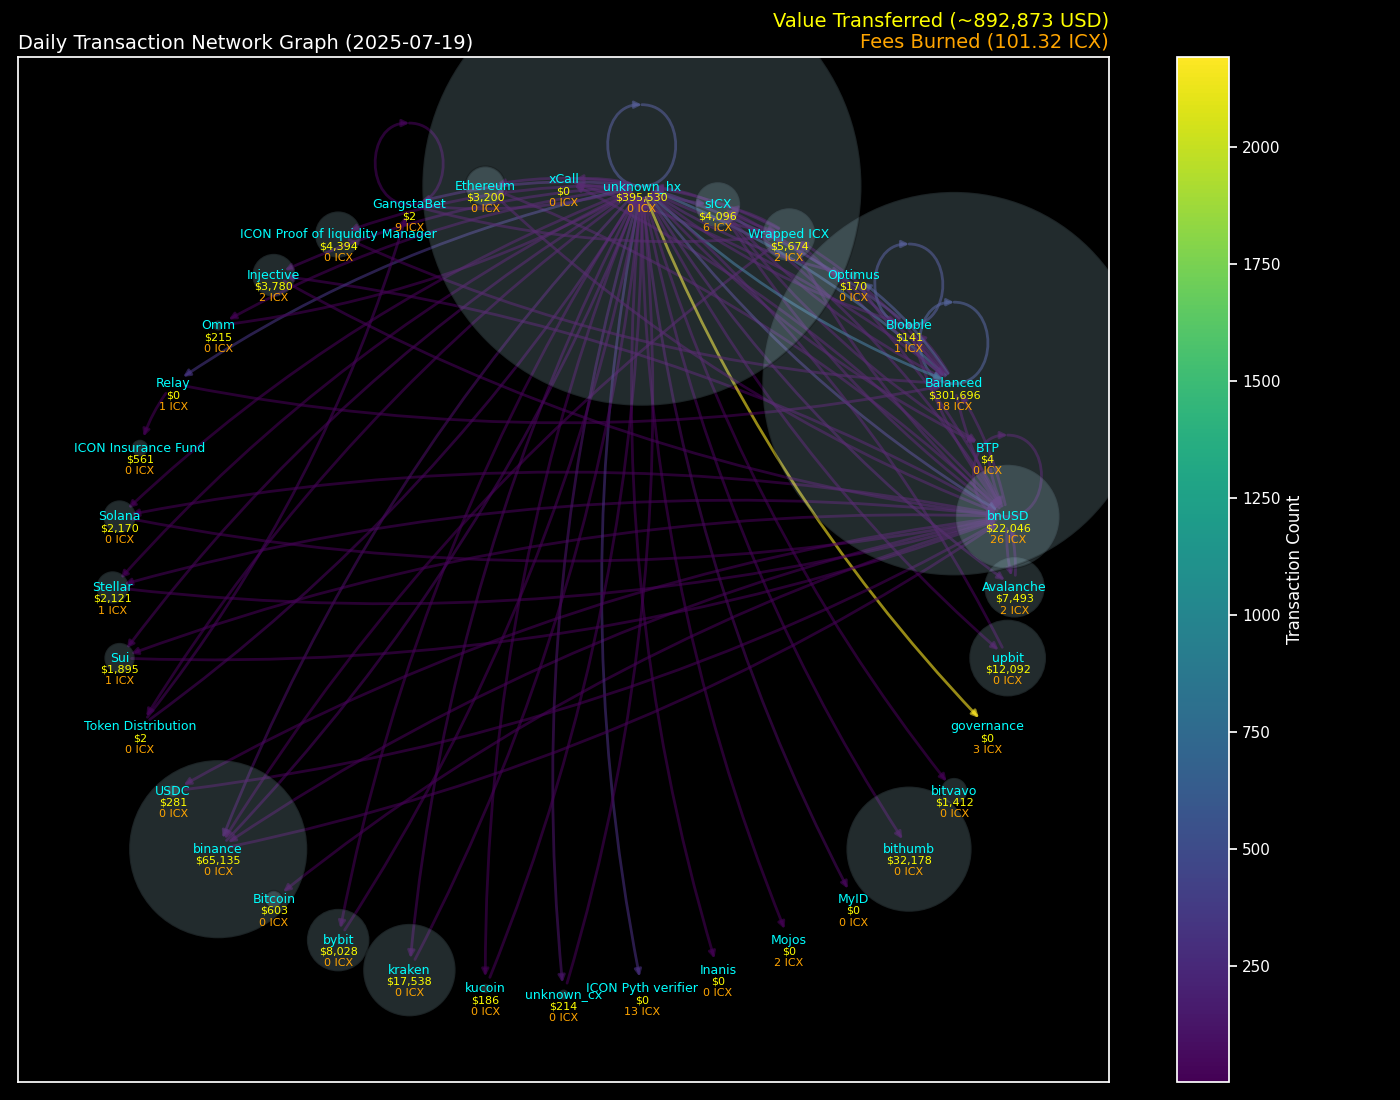 Value Transferred (~892,873 USD)
Daily Transaction Network Graph (2025-07-19)
Fees Burned (101.32 ICX)
xCall
$0
0 ICX
Ethereum
$3,200
0 ICX
unknown_hx
$395,530
0 ICX
sICX
$4,096
6 ICX
GangstaBet
$2
9 ICX
ICON Proof of liquidity Manager
$4,394
0 ICX
Wrapped ICX
$5,674
2 ICX
Injective
$3,780
2 ICX
Optimus
$170
0 ICX
Omm
$215
0 ICX
Blobble
$141
1 ICX
Relay
$0
1 ICX
Balanced
$301,696
18 ICX
ICON Insurance Fund
$561
0 ICX
BTP
$4
0 ICX
Solana
$2,170
0 ICX
bnUSD
$22,046
26 ICX
Stellar
$2,121
1 ICX
Avalanche
$7,493
2 ICX
Sui
$1,895
1 ICX
upbit
$12,092
0 ICX
Token Distribution
$2
0 ICX
governance
$0
3 ICX
USDC
$281
0 ICX
bitvavo
$1,412
0 ICX
binance
$65,135
0 ICX
bithumb
$32,178
0 ICX
Bitcoin
$603
0 ICX
MyID
$0
0 ICX
bybit
$8,028
0 ICX
Mojos
$0
2 ICX
kraken
$17,538
0 ICX
Inanis
$0
0 ICX
kucoin
$186
0 ICX
unknown_cx
$214
0 ICX
ICON Pyth verifier
$0
13 ICX
2000
1750
1500
1250
1000
750
500
250
Transaction Count